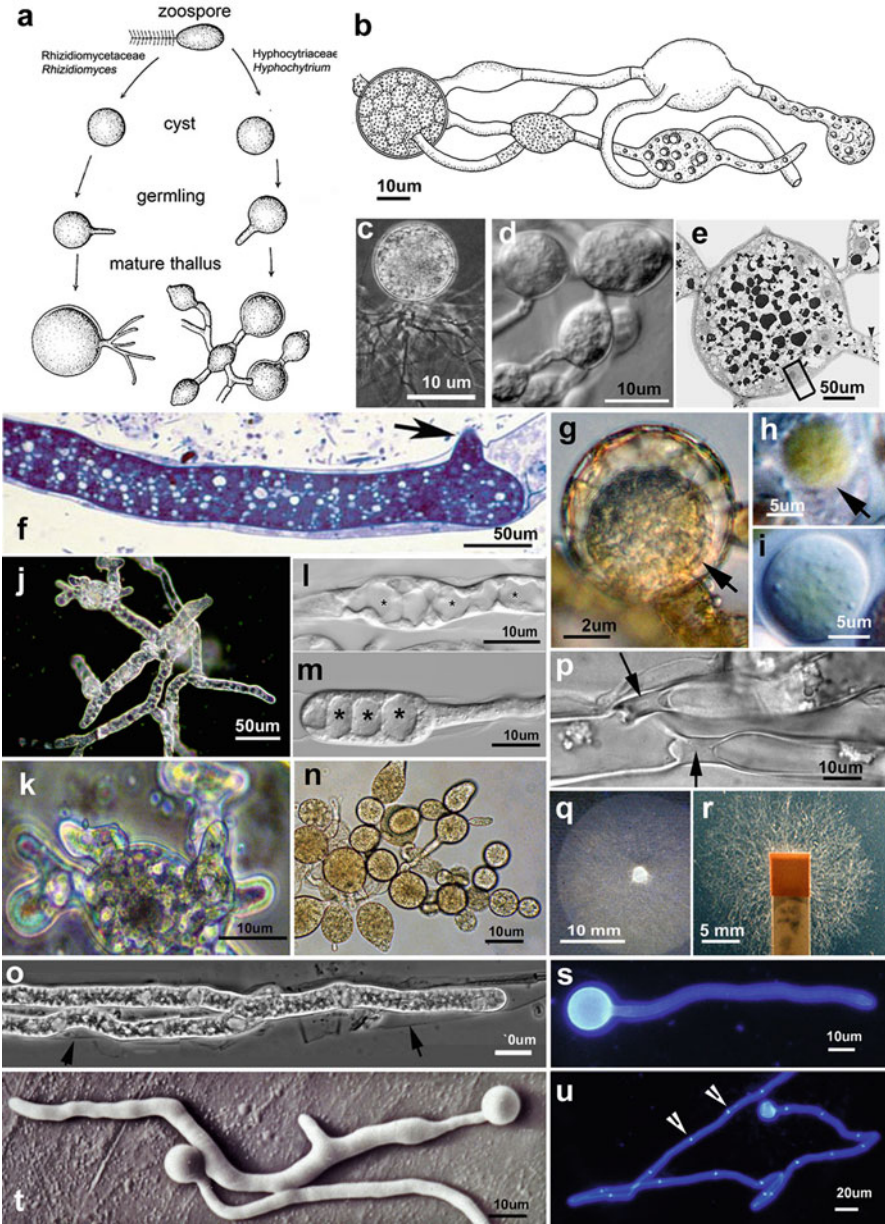 a
zoospore
Rhizidiomycetaceae
Rhizidiomyces
Hyphocytriaceae
Hyphochytrium
cyst
germling
mature thallus
b
10um
c
10 um
d
10um
e
50um
f
50um
g
2um
h
5um
i
5um
j
50um
k
10um
l
* * *
10um
m
* * *
10um
n
10um
o
0um
p
10um
q
10 mm
r
5 mm
s
10um
t
10um
u
20um